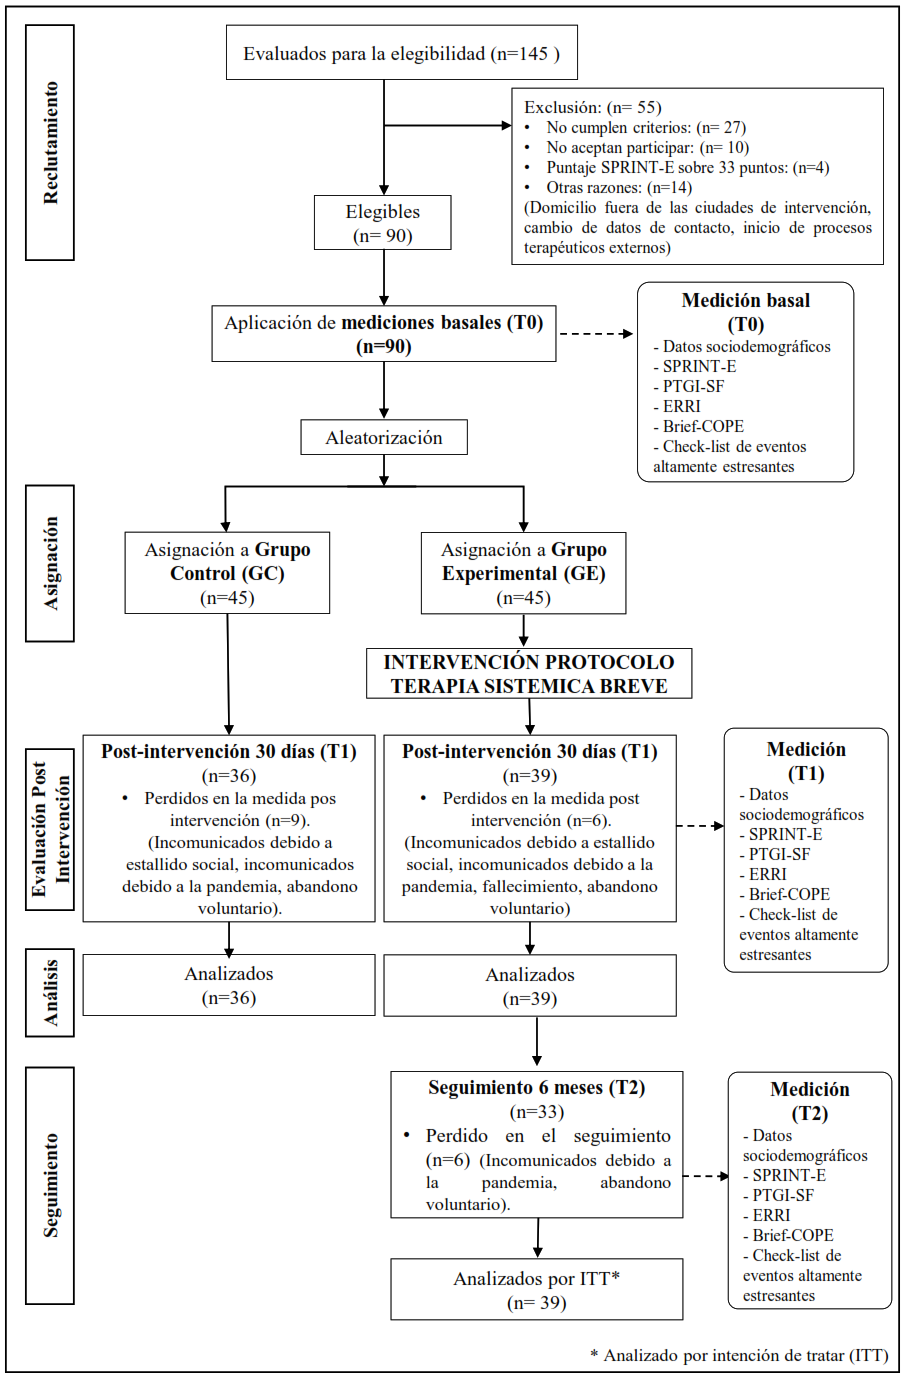 Reclutamiento
Evaluados para la elegibilidad (n=145 )
Exclusión: (n= 55)
• No cumplen criterios: (n= 27)
• No aceptan participar: (n= 10)
• Puntaje SPRINT-E sobre 33 puntos: (n=4)
• Otras razones: (n=14)
(Domicilio fuera de las ciudades de intervención,
cambio de datos de contacto, inicio de procesos
terapéuticos externos)
Elegibles
(n= 90)
Aplicación de mediciones basales (T0)
(n=90)
Medición basal
(T0)
- Datos sociodemográficos
- SPRINT-E
- PTGI-SF
- ERRI
- Brief-COPE
- Check-list de eventos
altamente estresantes
Aleatorización
Asignación
Asignación a Grupo
Control (GC)
(n=45)
Asignación a Grupo
Experimental (GE)
(n=45)
INTERVENCIÓN PROTOCOLO
TERAPIA SISTEMICA BREVE
Evaluación Post
Intervención
Post-intervención 30 días (T1)
(n=36)
• Perdidos en la medida pos
intervención (n=9).
(Incomunicados debido a
estallido social, incomunicados
debido a la pandemia, abandono
voluntario).
Post-intervención 30 días (T1)
(n=39)
• Perdidos en la medida post
intervención (n=6).
(Incomunicados debido a estallido
social, incomunicados debido a la
pandemia, fallecimiento, abandono
voluntario)
Medición
(T1)
- Datos
sociodemográficos
- SPRINT-E
- PTGI-SF
- ERRI
- Brief-COPE
- Check-list de
eventos altamente
estresantes
Análisis
Analizados
(n=36)
Analizados
(n=39)
Seguimiento
Seguimiento 6 meses (T2)
(n=33)
• Perdido en el seguimiento
(n=6) (Incomunicados debido a
la pandemia, abandono
voluntario).
Medición
(T2)
- Datos
sociodemográficos
- SPRINT-E
- PTGI-SF
- ERRI
- Brief-COPE
- Check-list de
eventos altamente
estresantes
Analizados por ITT*
(n= 39)
* Analizado por intención de tratar (ITT)